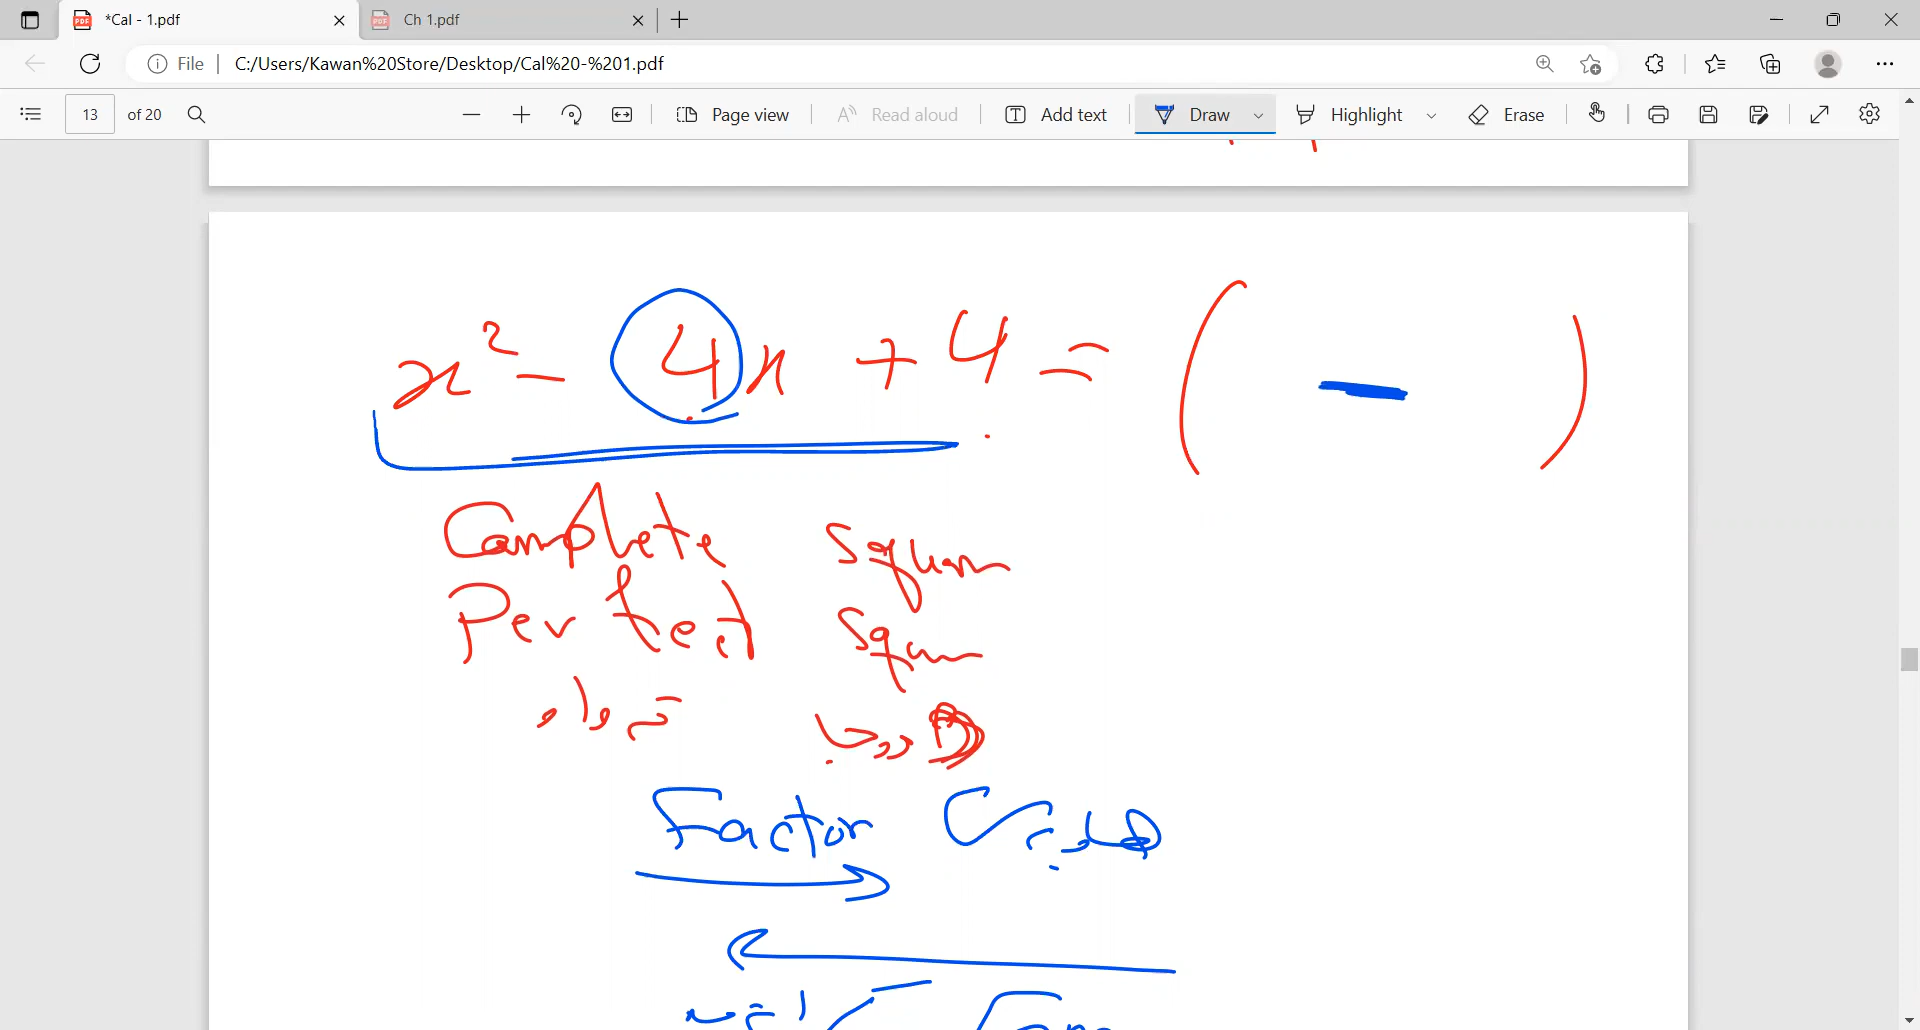 *Cal - 1.pdf
Ch 1.pdf
File
C:/Users/Kawan%20Store/Desktop/Cal%20-%201.pdf
13 of 20
Page view
Read aloud
Add text
Draw
Highlight
Erase
x² - 4x + 4 = ( - )
Complete Square
Perfect Square
تەواو دووجا
Factor